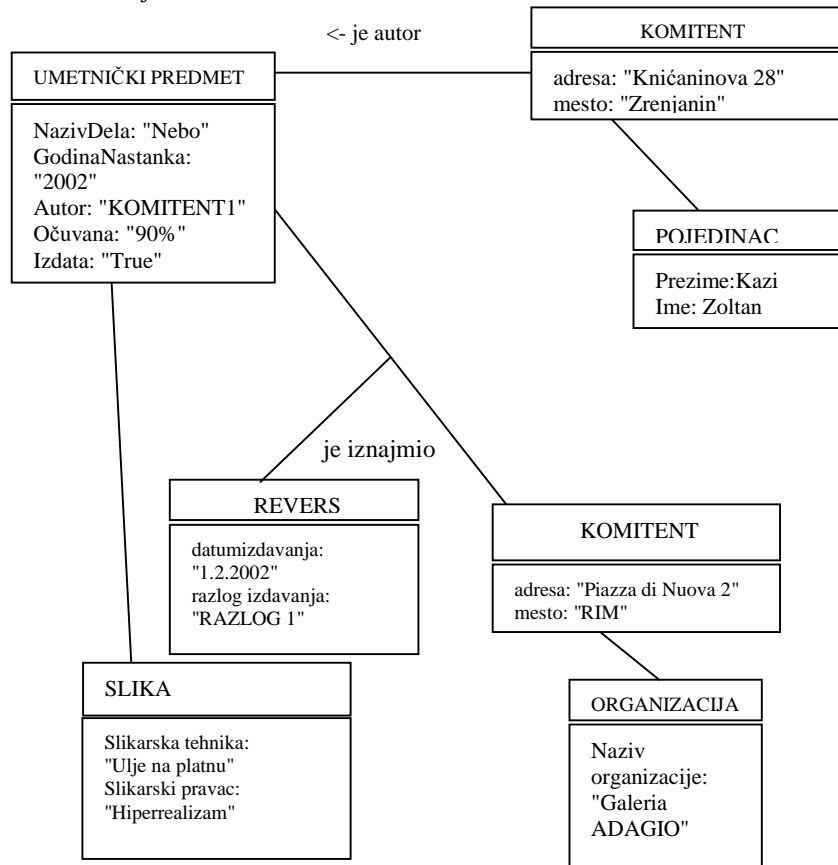 <- je autor
KOMITENT
adresa: "Knićaninova 28"
mesto: "Zrenjanin"
UMETNIČKI PREDMET
NazivDela: "Nebo"
GodinaNastanka:
"2002"
Autor: "KOMITENT1"
Očuvana: "90%"
Izdata: "True"
POJEDINAC
Prezime:Kazi
Ime: Zoltan
je iznajmio
REVERS
datumizdavanja:
"1.2.2002"
razlog izdavanja:
"RAZLOG 1"
KOMITENT
adresa: "Piazza di Nuova 2"
mesto: "RIM"
SLIKA
Slikarska tehnika:
"Ulje na platnu"
Slikarski pravac:
"Hiperrealizam"
ORGANIZACIJA
Naziv
organizacije:
"Galeria
ADAGIO"